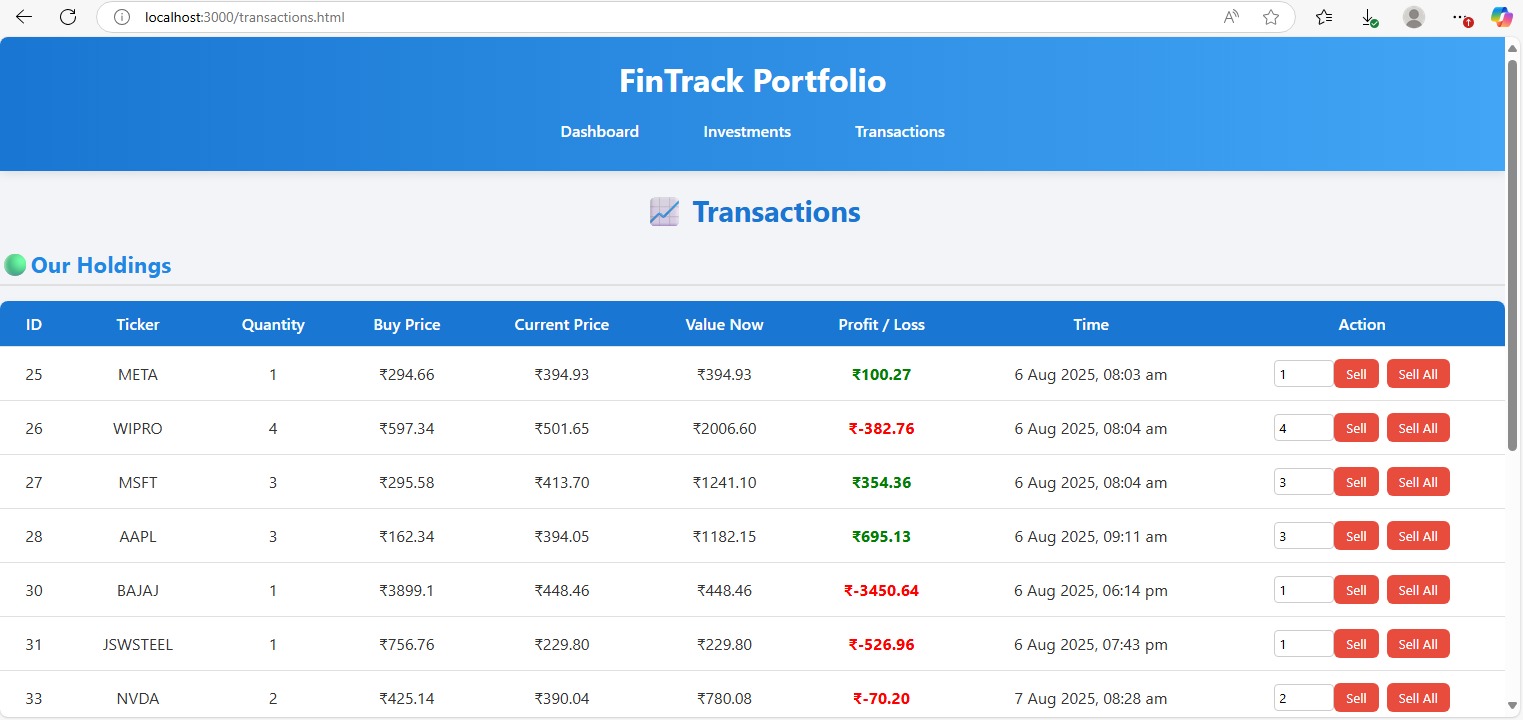 localhost:3000/transactions.html
FinTrack Portfolio
Dashboard Investments Transactions
Transactions
Our Holdings
ID Ticker Quantity Buy Price Current Price Value Now Profit / Loss Time Action
25 META 1 ₹294.66 ₹394.93 ₹394.93 ₹100.27 6 Aug 2025, 08:03 am 1 Sell Sell All
26 WIPRO 4 ₹597.34 ₹501.65 ₹2006.60 ₹-382.76 6 Aug 2025, 08:04 am 4 Sell Sell All
27 MSFT 3 ₹295.58 ₹413.70 ₹1241.10 ₹354.36 6 Aug 2025, 08:04 am 3 Sell Sell All
28 AAPL 3 ₹162.34 ₹394.05 ₹1182.15 ₹695.13 6 Aug 2025, 09:11 am 3 Sell Sell All
30 BAJAJ 1 ₹3899.1 ₹448.46 ₹448.46 ₹-3450.64 6 Aug 2025, 06:14 pm 1 Sell Sell All
31 JSWSTEEL 1 ₹756.76 ₹229.80 ₹229.80 ₹-526.96 6 Aug 2025, 07:43 pm 1 Sell Sell All
33 NVDA 2 ₹425.14 ₹390.04 ₹780.08 ₹-70.20 7 Aug 2025, 08:28 am 2 Sell Sell All